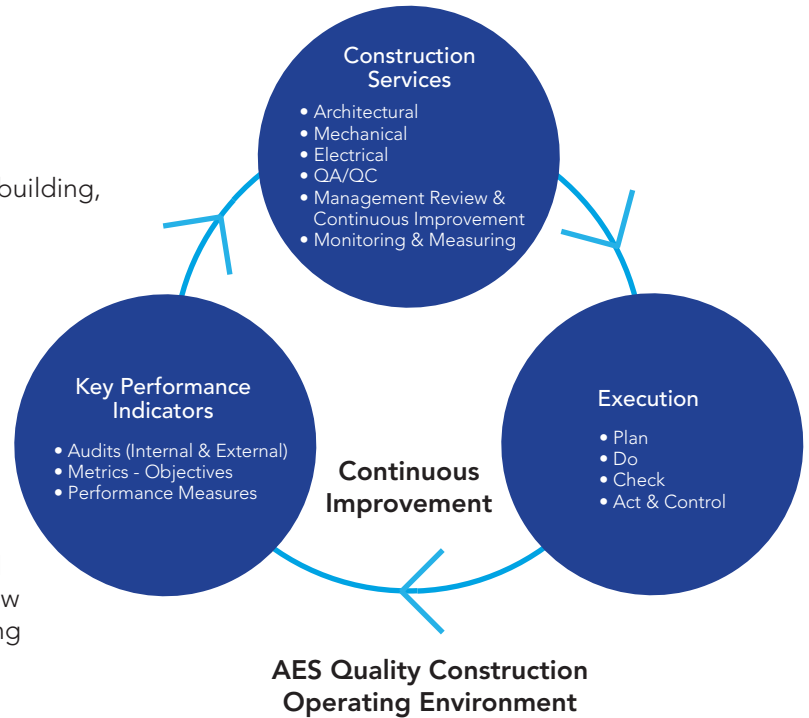 Construction
Services
• Architectural
• Mechanical
• Electrical
• QA/QC
• Management Review &
Continuous Improvement
• Monitoring & Measuring
building,
Key Performance
Indicators
• Audits (Internal & External)
• Metrics - Objectives
• Performance Measures
Execution
• Plan
• Do
• Check
• Act & Control
Continuous
Improvement
AES Quality Construction
Operating Environment